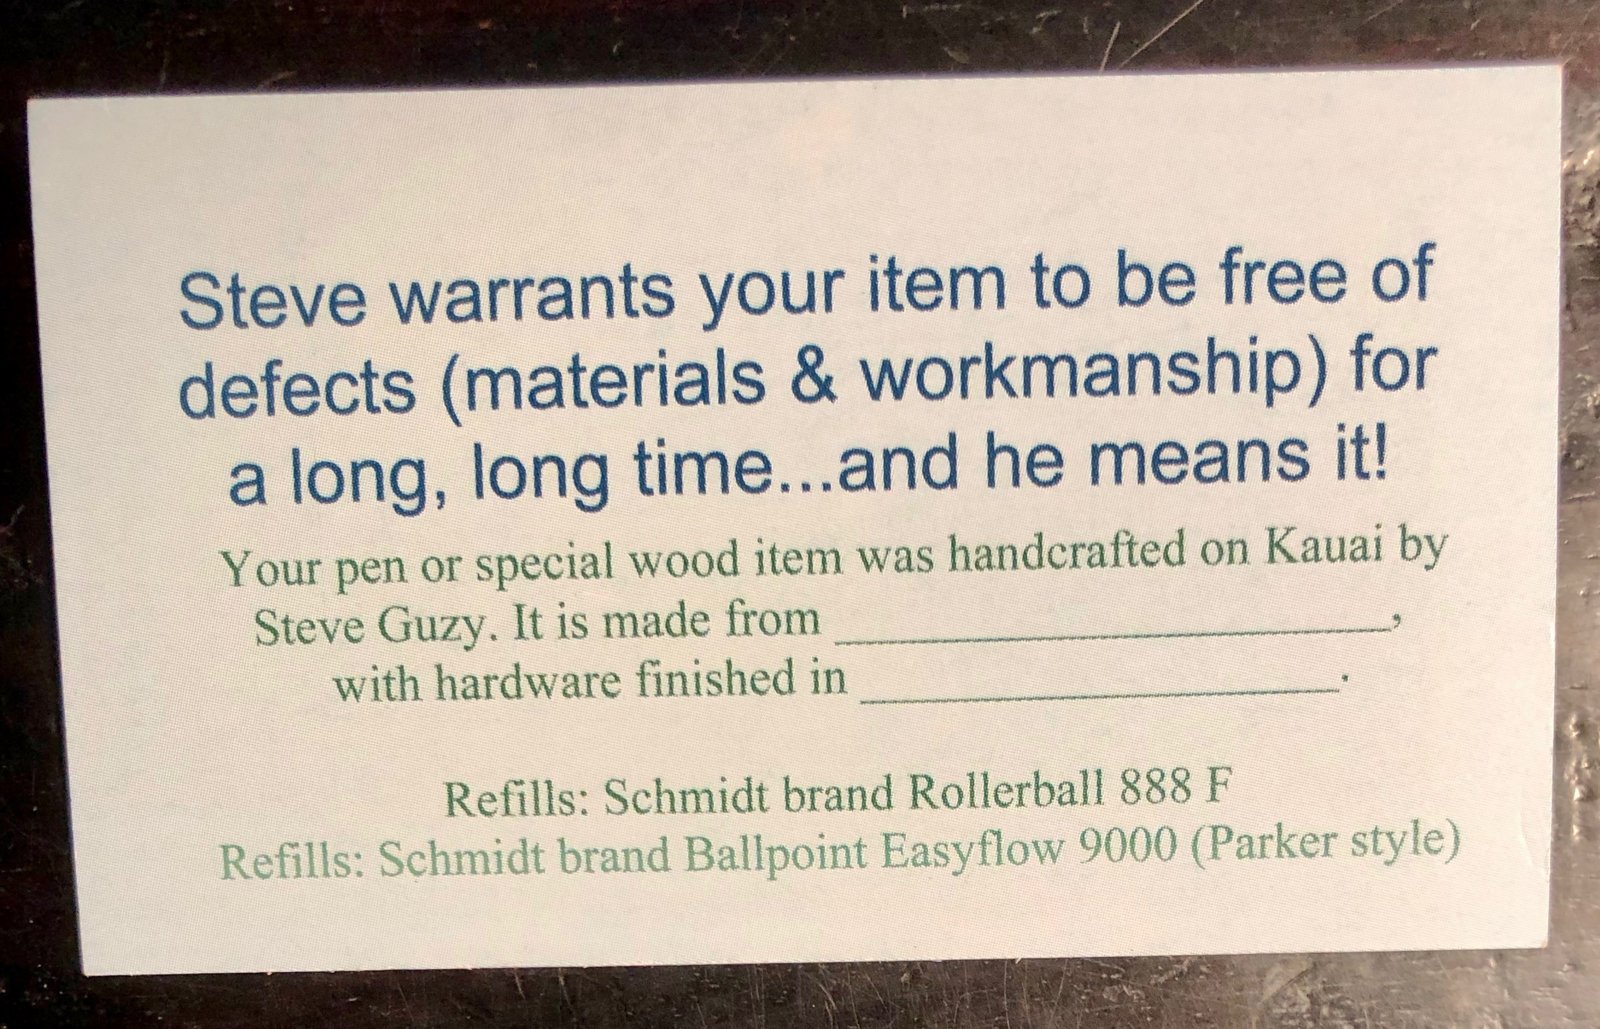 Steve warrants your item to be free of
defects (materials & workmanship) for
a long, long time...and he means it!
Your pen or special wood item was handcrafted on Kauai by
Steve Guzy. It is made from ____________________,
with hardware finished in _________________.
Refills: Schmidt brand Rollerball 888 F
Refills: Schmidt brand Ballpoint Easyflow 9000 (Parker style)